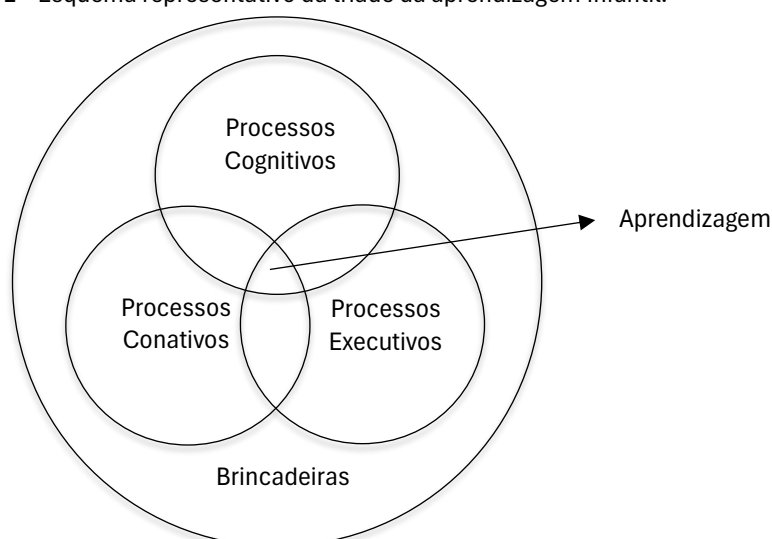 Esquema representativo da tríade da aprendizagem infantil.
Processos
Cognitivos
Aprendizagem
Processos
Conativos
Processos
Executivos
Brincadeiras